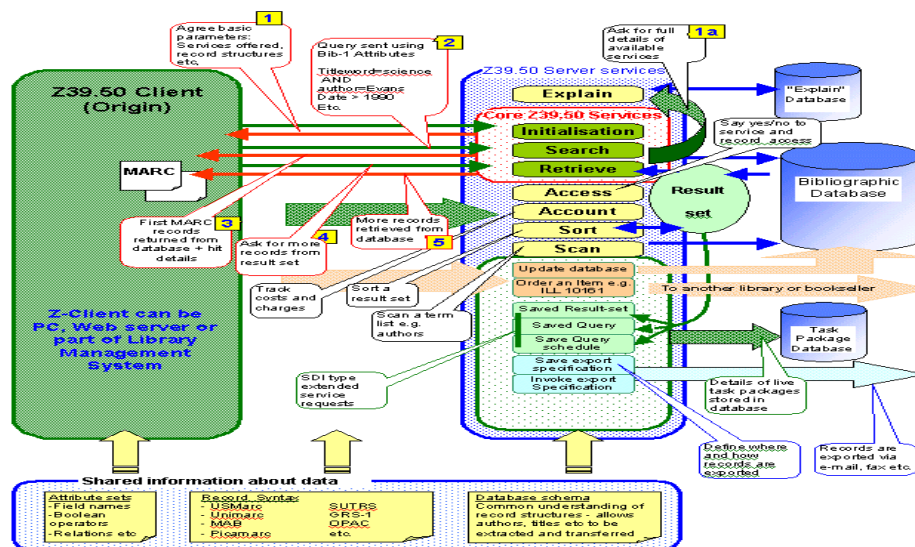 1
Agree basic
parameters:
Services offered,
record structures
etc,
2
Query sent using
Bib-1 Attributes
Titleword=science
AND
author=Evans
Date > 1990
Etc.
1a
Ask for full
details of
available
services
Z39.50 Client
(Origin)
MARC
Z39.50 Server services
Explain
Core Z39.50 Services
Initialisation
Search
Retrieve
Access
Account
Sort
Scan
Update database
Order an Item e.g.
ILL 10161
Saved Result-set
Saved Query
Save Query
schedule
Save export
specification
Invoke export
Specification
"Explain"
Database
Say yes/no to
service and
record access
Result
set
Bibliographic
Database
First MARC 3
records
returned from
database + hit
details
Ask for more
records from
result set
4
More records
retrieved from
database
5
Track
costs and
charges
Sort a
result set
Scan a term
list e.g.
authors
To another library or bookseller
Z-Client can be
PC, Web server or
part of Library
Management
System
SDI type
extended
service
requests
Task
Package
Database
Details of live
task packages
stored in
database
Define where
and how
records are
exported
Records are
exported via
e-mail, fax etc.
Shared information about data
Attribute sets
-Field names
-Boolean
operators
-Relations etc
Record Syntax
- USMarc SUTRS
- Unimarc GRS-1
- MAB OPAC
- Picamarc etc.
Database schema
Common understanding of
record structures - allows
authors, titles etc to be
extracted and transferred